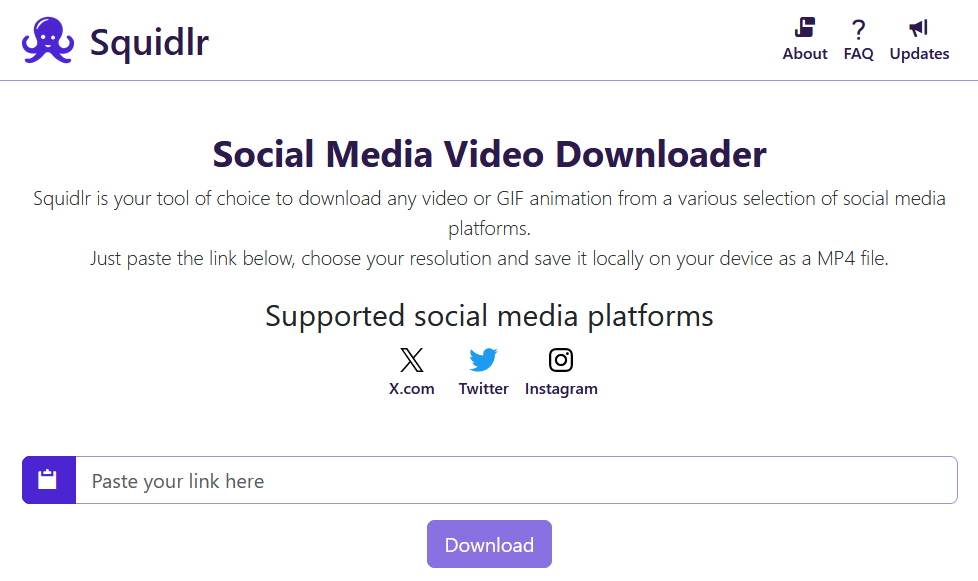 Squidlr
About
FAQ
Updates
Social Media Video Downloader
Squidlr is your tool of choice to download any video or GIF animation from a various selection of social media
platforms.
Just paste the link below, choose your resolution and save it locally on your device as a MP4 file.
Supported social media platforms
X.com
Twitter
Instagram
Paste your link here
Download